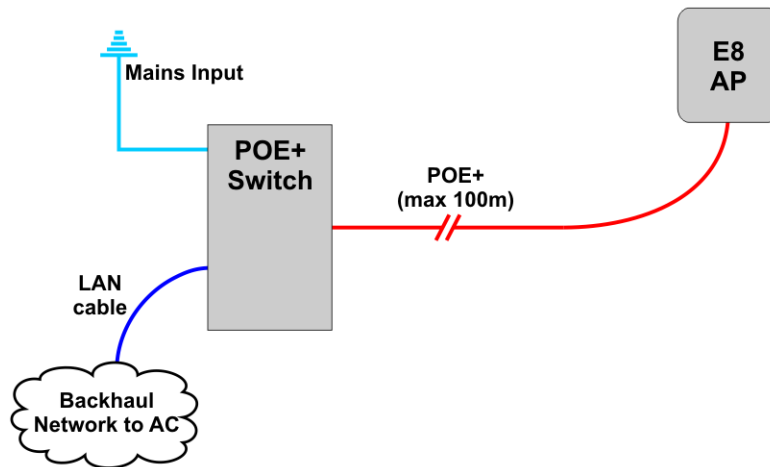 E8
AP
Mains Input
POE+
Switch
POE+
(max 100m)
LAN
cable
Backhaul
Network to AC